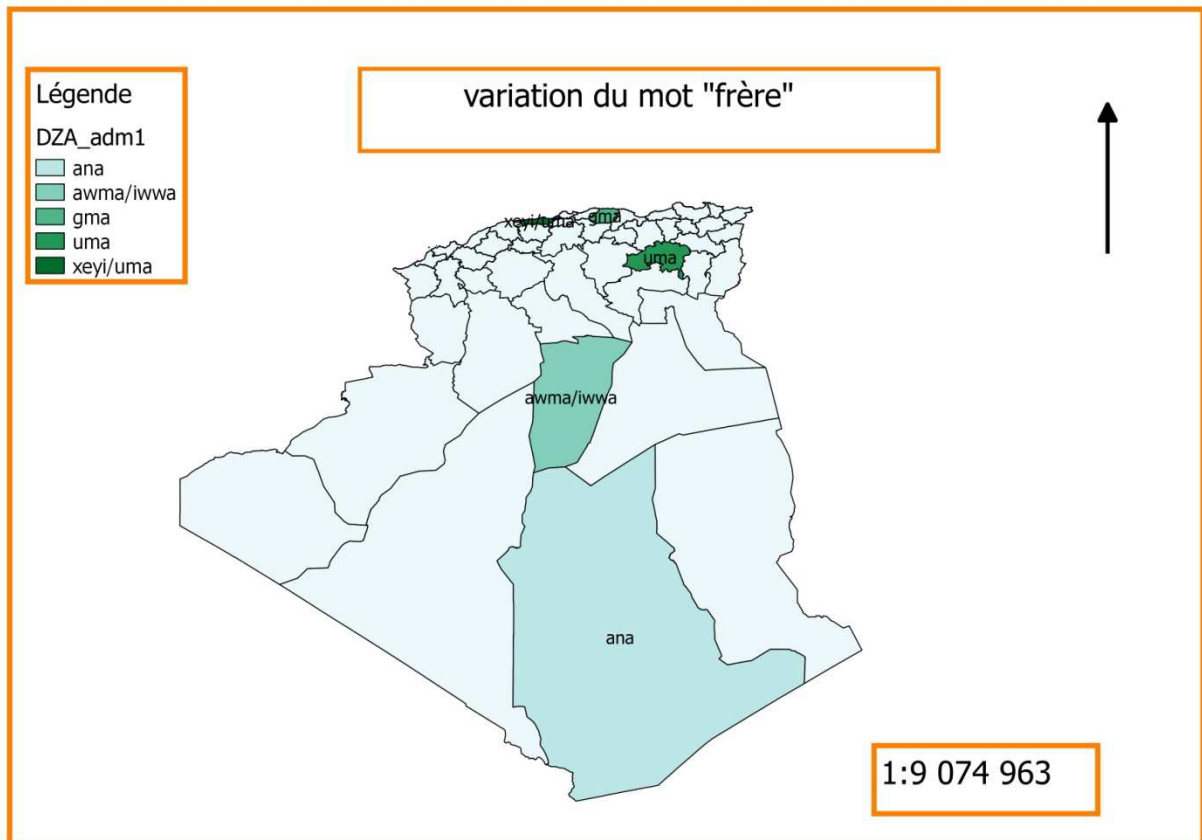 Légende
DZA_adm1
ana
awma/iwwa
gma
uma
xeyi/uma
variation du mot "frère"
xeyi/uma
gma
uma
awma/iwwa
ana
1:9 074 963